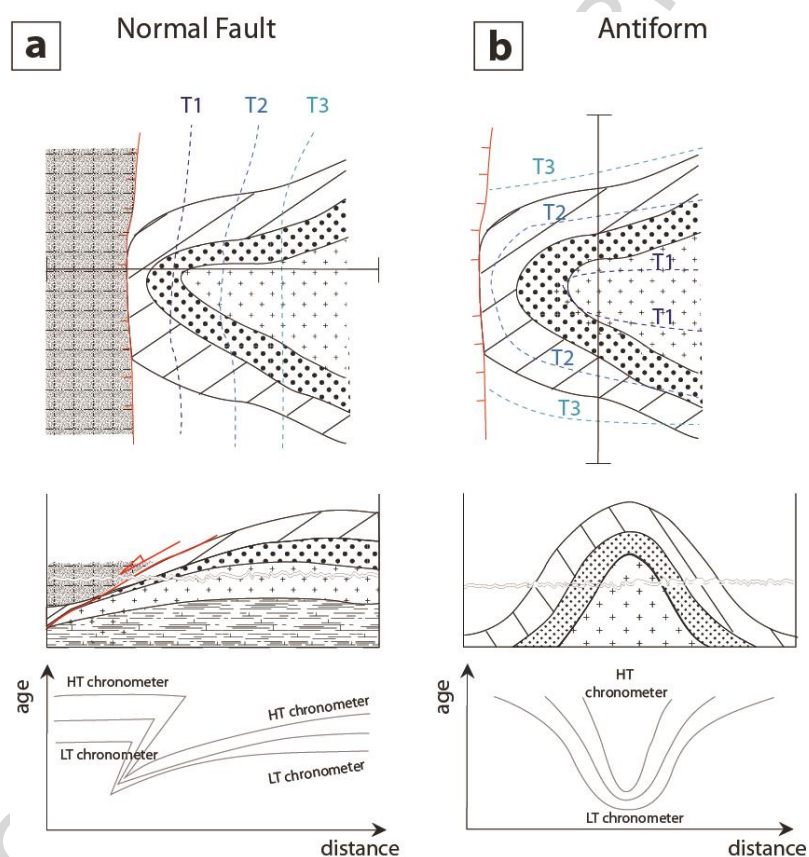 a
Normal Fault
T1
T2
T3
HT chronometer
LT chronometer
HT chronometer
LT chronometer
age
distance
b
Antiform
T3
T2
T1
T1
T2
T3
HT
chronometer
LT chronometer
age
distance